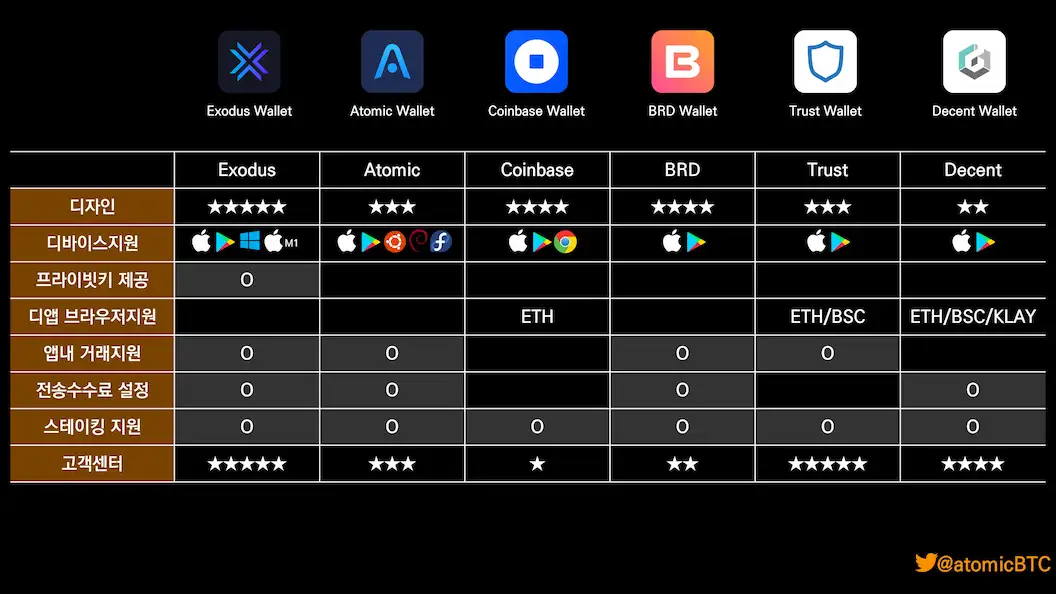 Exodus Wallet Atomic Wallet Coinbase Wallet BRD Wallet Trust Wallet Decent Wallet
Exodus Atomic Coinbase BRD Trust Decent
디자인 ★★★★★ ★★★ ★★★★ ★★★★ ★★★ ★★
디바이스지원 M1
프라이빗키 제공 O
디앱 브라우저지원 ETH ETH/BSC ETH/BSC/KLAY
앱내 거래지원 O O O O
전송수수료 설정 O O O O
스테이킹 지원 O O O O O O
고객센터 ★★★★★ ★★★ ★ ★★ ★★★★★ ★★★★
@atomicBTC